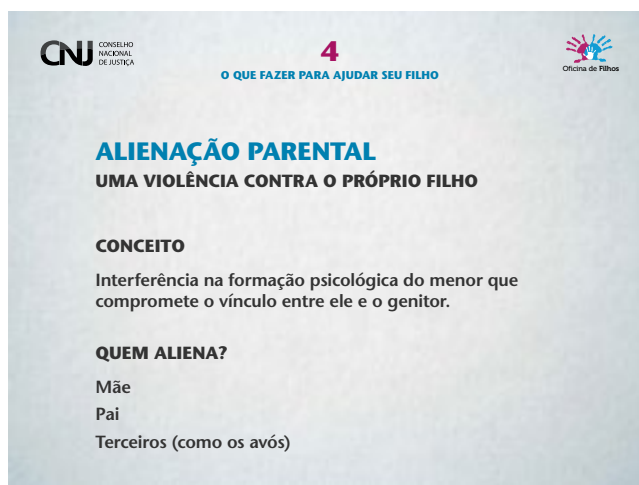 CNJ
CONSELHO
NACIONAL
DE JUSTIÇA
4
O QUE FAZER PARA AJUDAR SEU FILHO
Oficina de Filhos
ALIENAÇÃO PARENTAL
UMA VIOLÊNCIA CONTRA O PRÓPRIO FILHO
CONCEITO
Interferência na formação psicológica do menor que
compromete o vínculo entre ele e o genitor.
QUEM ALIENA?
Mãe
Pai
Terceiros (como os avós)